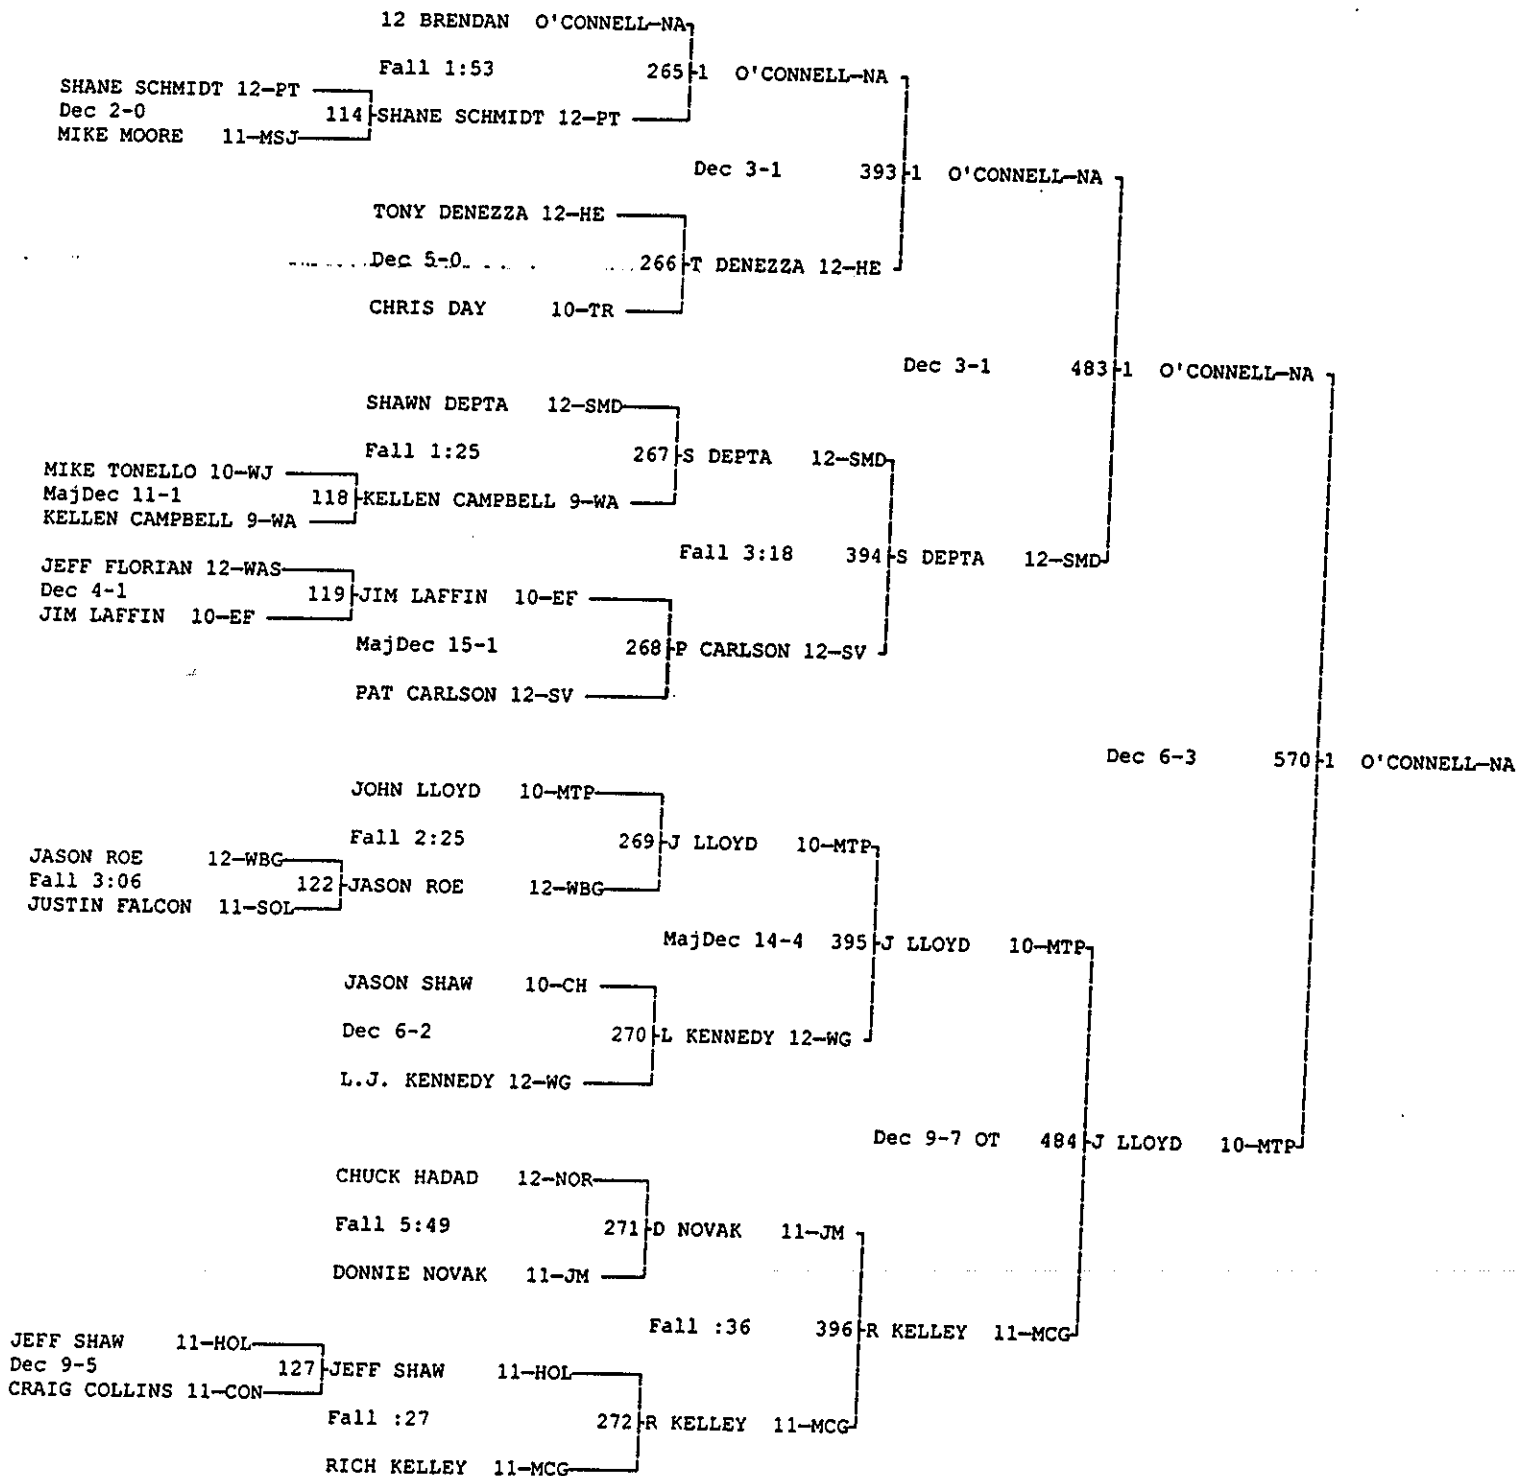 12 BRENDAN O'CONNELL-NA
Fall 1:53 265 1 O'CONNELL-NA
SHANE SCHMIDT 12-PT
Dec 2-0 114 SHANE SCHMIDT 12-PT
MIKE MOORE 11-MSJ
Dec 3-1 393 1 O'CONNELL-NA
TONY DENEZZA 12-HE
Dec 5-0 266 T DENEZZA 12-HE
CHRIS DAY 10-TR
Dec 3-1 483 1 O'CONNELL-NA
SHAWN DEPTA 12-SMD
Fall 1:25 267 S DEPTA 12-SMD
MIKE TONELLO 10-WJ
MajDec 11-1 118 KELLEN CAMPBELL 9-WA
KELLEN CAMPBELL 9-WA
Fall 3:18 394 S DEPTA 12-SMD
JEFF FLORIAN 12-WAS
Dec 4-1 119 JIM LAFFIN 10-EF
JIM LAFFIN 10-EF
MajDec 15-1 268 P CARLSON 12-SV
PAT CARLSON 12-SV
Dec 6-3 570 1 O'CONNELL-NA
JOHN LLOYD 10-MTP
Fall 2:25 269 J LLOYD 10-MTP
JASON ROE 12-WBG
Fall 3:06 122 JASON ROE 12-WBG
JUSTIN FALCON 11-SOL
MajDec 14-4 395 J LLOYD 10-MTP
JASON SHAW 10-CH
Dec 6-2 270 L KENNEDY 12-WG
L.J. KENNEDY 12-WG
Dec 9-7 OT 484 J LLOYD 10-MTP
CHUCK HADAD 12-NOR
Fall 5:49 271 D NOVAK 11-JM
DONNIE NOVAK 11-JM
Fall :36 396 R KELLEY 11-MCG
JEFF SHAW 11-HOL
Dec 9-5 127 JEFF SHAW 11-HOL
CRAIG COLLINS 11-CON
Fall :27 272 R KELLEY 11-MCG
RICH KELLEY 11-MCG